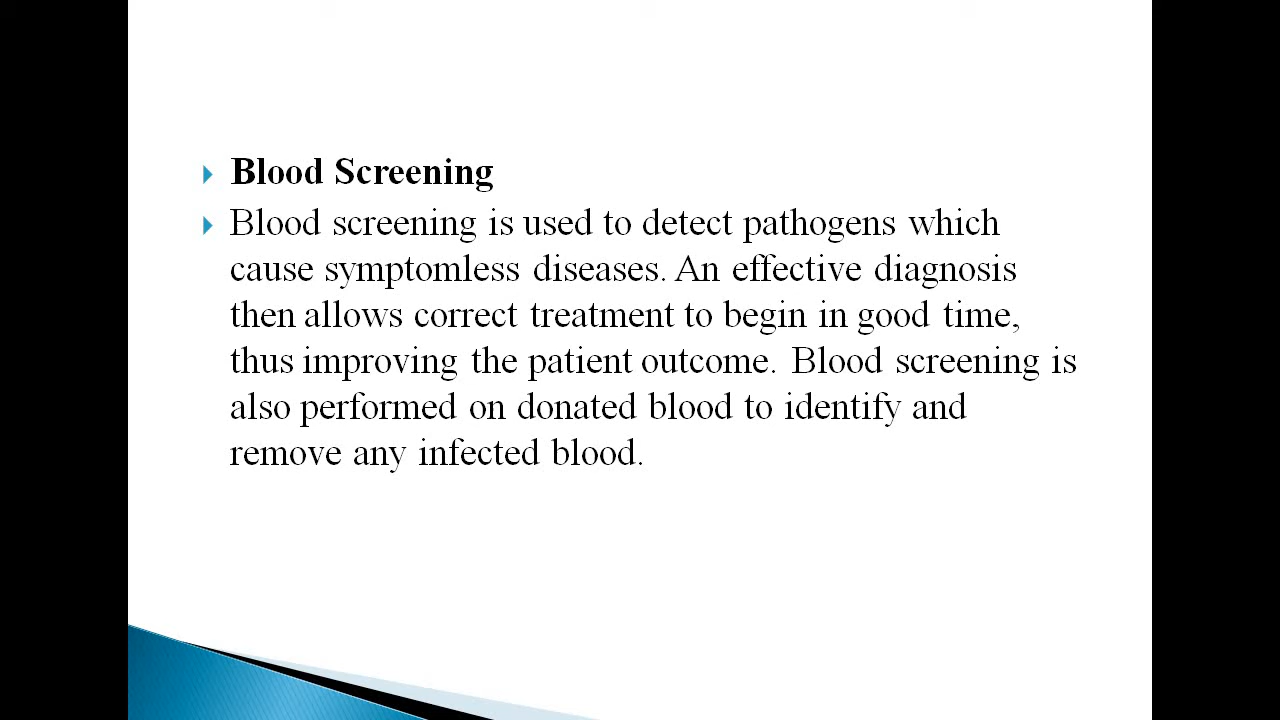 Blood Screening
Blood screening is used to detect pathogens which
cause symptomless diseases. An effective diagnosis
then allows correct treatment to begin in good time,
thus improving the patient outcome. Blood screening is
also performed on donated blood to identify and
remove any infected blood.